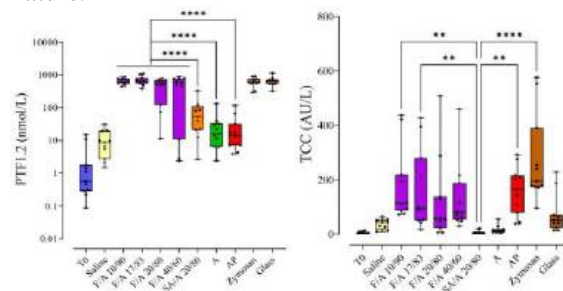 ****
****
****
PTF1.2 (nmol/L)
10000
1000
100
10
1
0.1
0.01
T0
Saline
F/A 10/90
F/A 17/83
F/A 20/80
F/A 40/60
SA/A 20/80
A
AP
Zymosan
Glass
**
****
**
**
TCC (AU/L)
800
600
400
200
0
T0
Saline
F/A 10/90
F/A 17/83
F/A 20/80
F/A 40/60
SA/A 20/80
A
AP
Zymosan
Glass